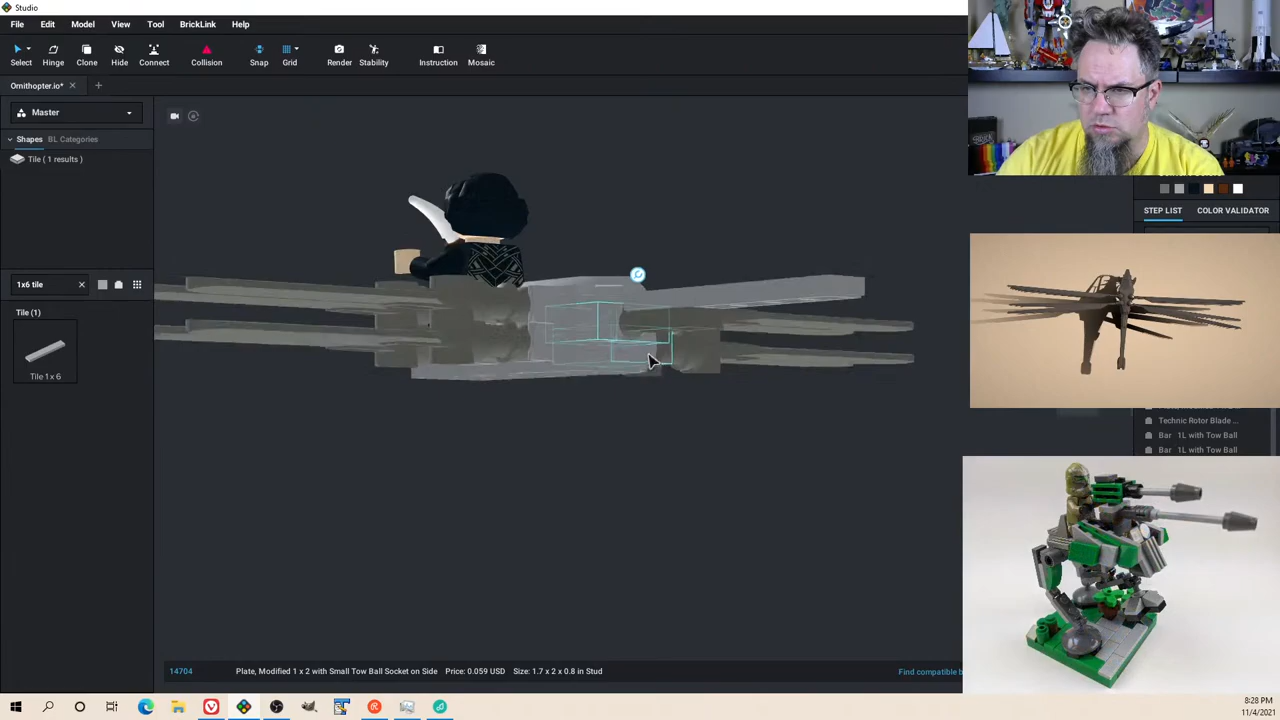 Studio
File Edit Model View Tool BrickLink Help
Select Hinge Clone Hide Connect Collision Snap Grid Render Stability Instruction Mosaic
Ornithopter.io*
Master
Shapes BL Categories
Tile ( 1 results )
1x6 tile
Tile (1)
Tile 1 x 6
STEP LIST COLOR VALIDATOR
Technic Rotor Blade ...
Bar 1L with Tow Ball
Bar 1L with Tow Ball
14704 Plate, Modified 1 x 2 with Small Tow Ball Socket on Side Price: 0.059 USD Size: 1.7 x 2 x 0.8 in Stud
Find compatible b
8:28 PM
11/4/2021